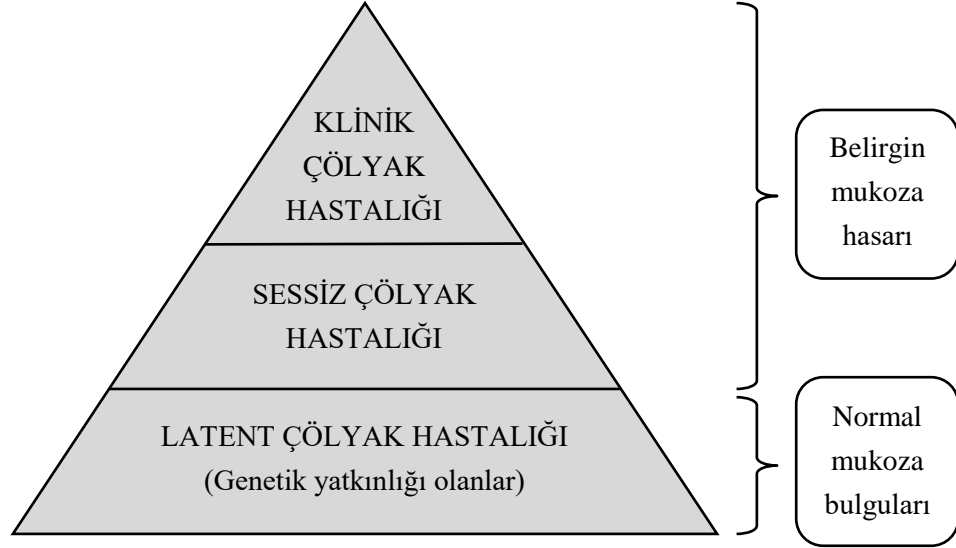 KLİNİK
ÇÖLYAK
HASTALIĞI
SESSİZ ÇÖLYAK
HASTALIĞI
LATENT ÇÖLYAK HASTALIĞI
(Genetik yatkınlığı olanlar)
Belirgin
mukoza
hasarı
Normal
mukoza
bulguları